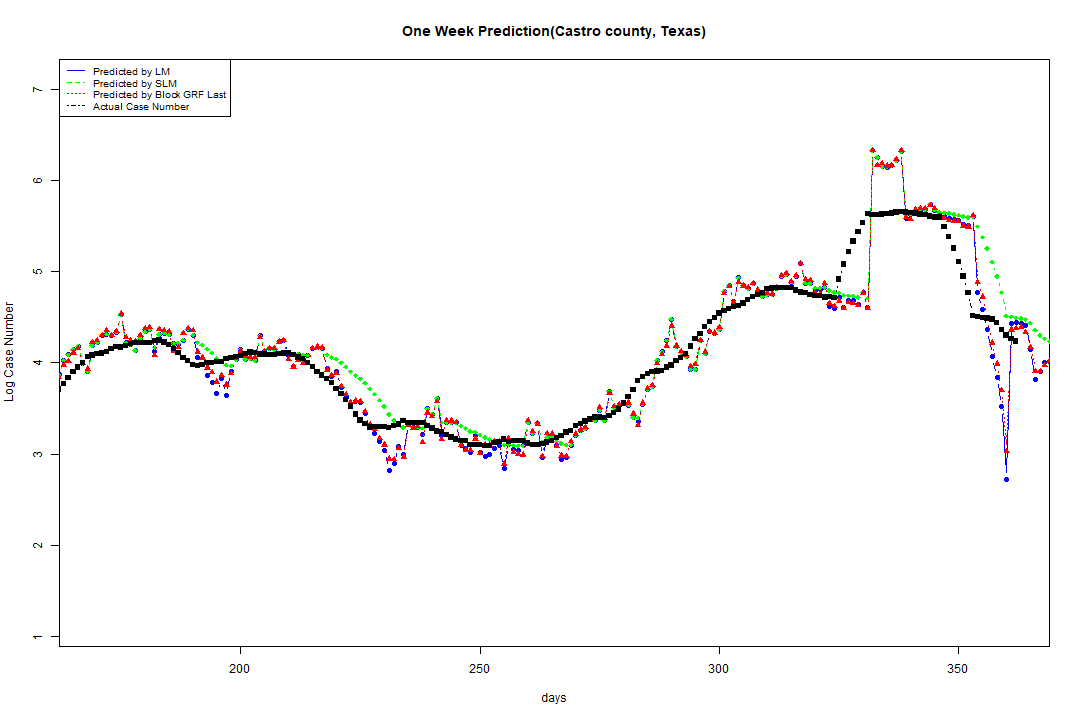 One Week Prediction(Castro county, Texas)
Predicted by LM
Predicted by SLM
Predicted by Block GRF Last
Actual Case Number
7
6
5
4
3
2
1
Log Case Number
200 250 300 350
days